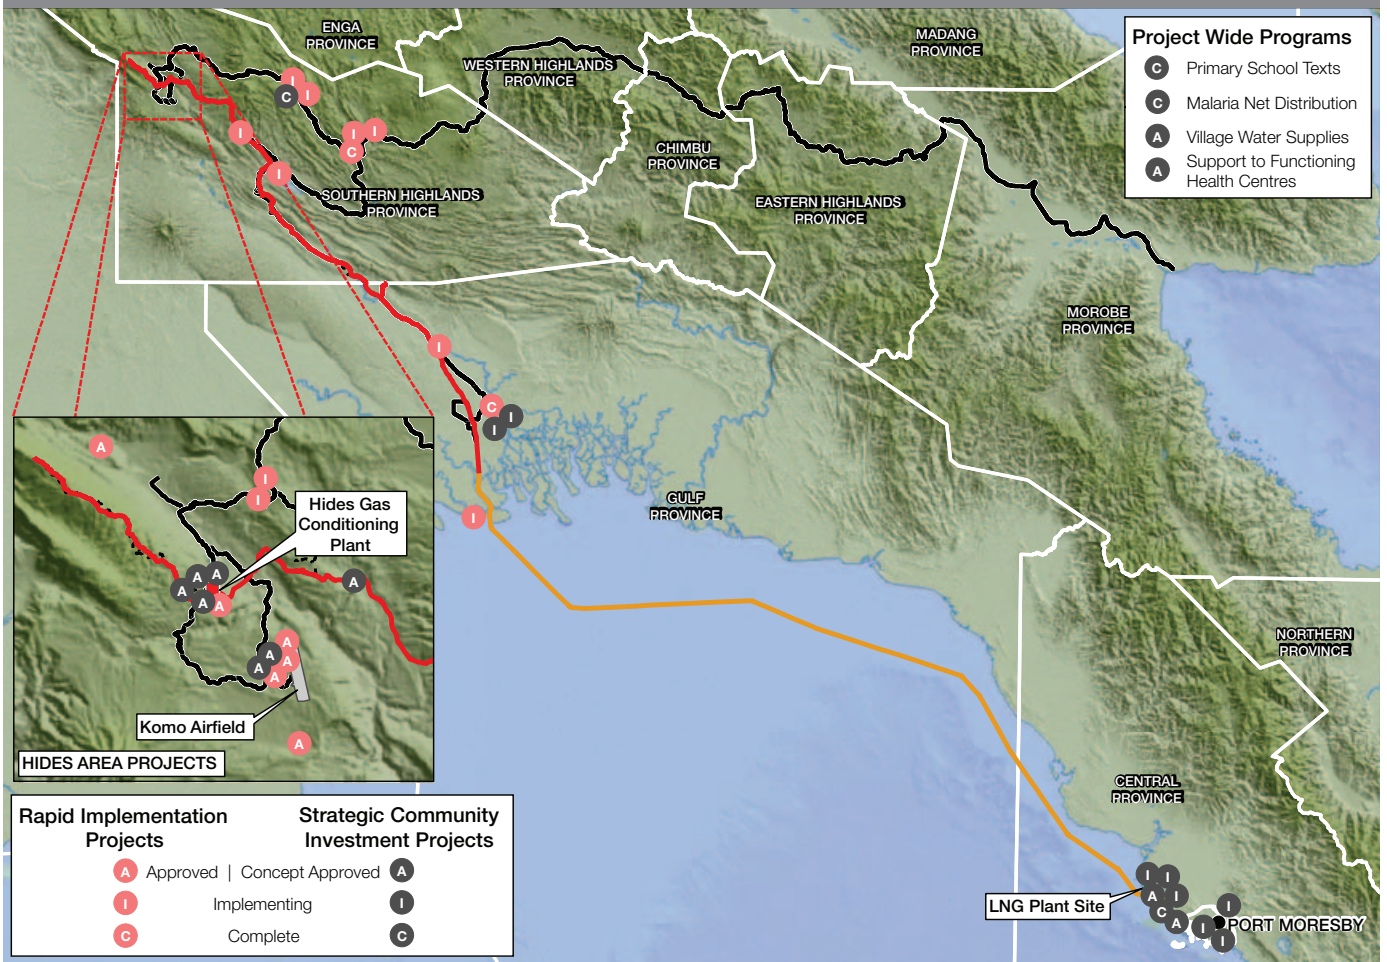 ENGA
PROVINCE
WESTERN HIGHLANDS
PROVINCE
MADANG
PROVINCE
Project Wide Programs
C Primary School Texts
C Malaria Net Distribution
A Village Water Supplies
A Support to Functioning
Health Centres
I
I
C
I
I
I
C
I
CHIMBU
PROVINCE
SOUTHERN HIGHLANDS
PROVINCE
EASTERN HIGHLANDS
PROVINCE
MOROBE
PROVINCE
I
C
I
I
I
GULF
PROVINCE
A
I
I
Hides Gas
Conditioning
Plant
A
A
A
A
A
A
A
A
A
A
A
Komo Airfield
A
HIDES AREA PROJECTS
NORTHERN
PROVINCE
CENTRAL
PROVINCE
Rapid Implementation
Projects
Strategic Community
Investment Projects
A Approved | Concept Approved A
I Implementing I
C Complete C
I
I
A
I
C
A
I
I
I
LNG Plant Site
PORT MORESBY